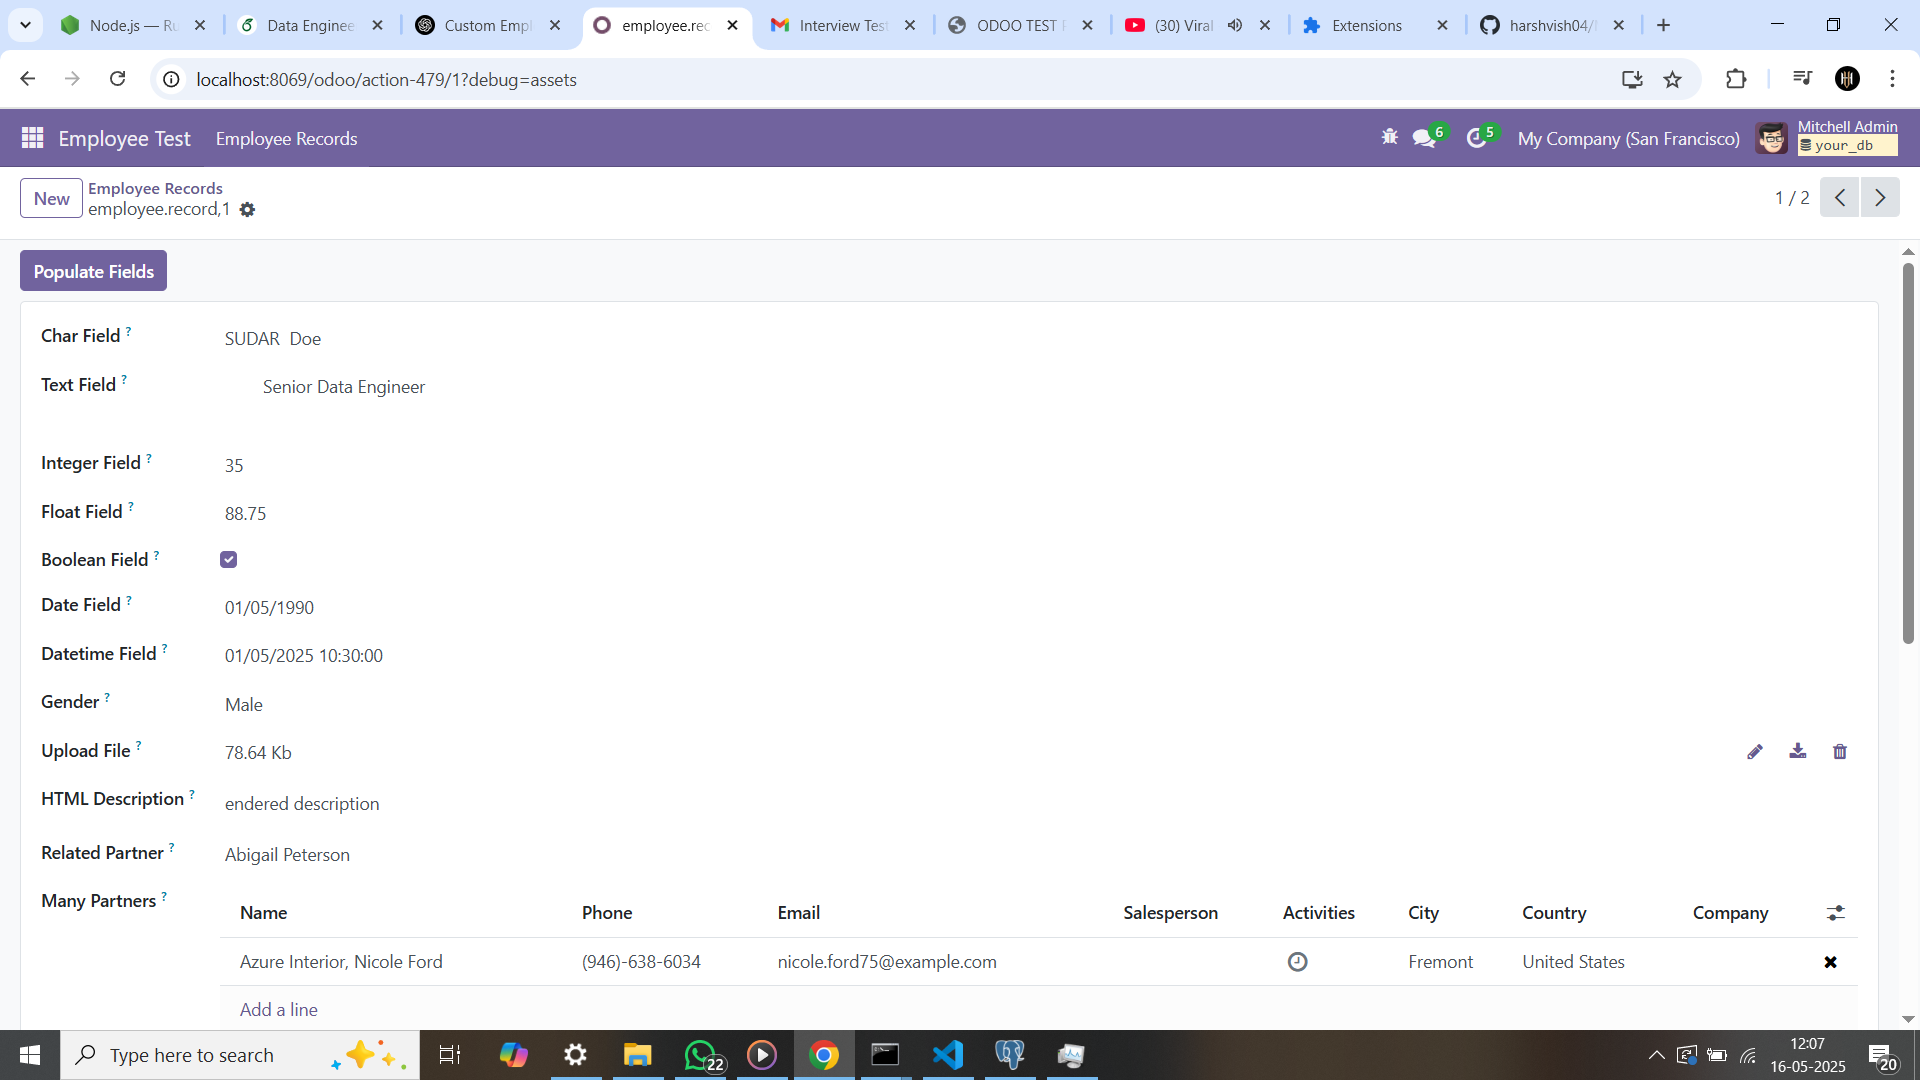 Node.js — Ru
Data Enginee
Custom Empl
employee.rec
Interview Test
ODOO TEST P
(30) Viral
Extensions
harshvish04/
localhost:8069/odoo/action-479/1?debug=assets
Employee Test
Employee Records
6
5
My Company (San Francisco)
Mitchell Admin
your_db
New
Employee Records
employee.record,1
1 / 2
Populate Fields
Char Field ?
SUDAR  Doe
Text Field ?
Senior Data Engineer
Integer Field ?
35
Float Field ?
88.75
Boolean Field ?
Date Field ?
01/05/1990
Datetime Field ?
01/05/2025 10:30:00
Gender ?
Male
Upload File ?
78.64 Kb
HTML Description ?
endered description
Related Partner ?
Abigail Peterson
Many Partners ?
Name Phone Email Salesperson Activities City Country Company
Azure Interior, Nicole Ford (946)-638-6034 nicole.ford75@example.com Fremont United States
Add a line
Type here to search
22
12:07
16-05-2025
20